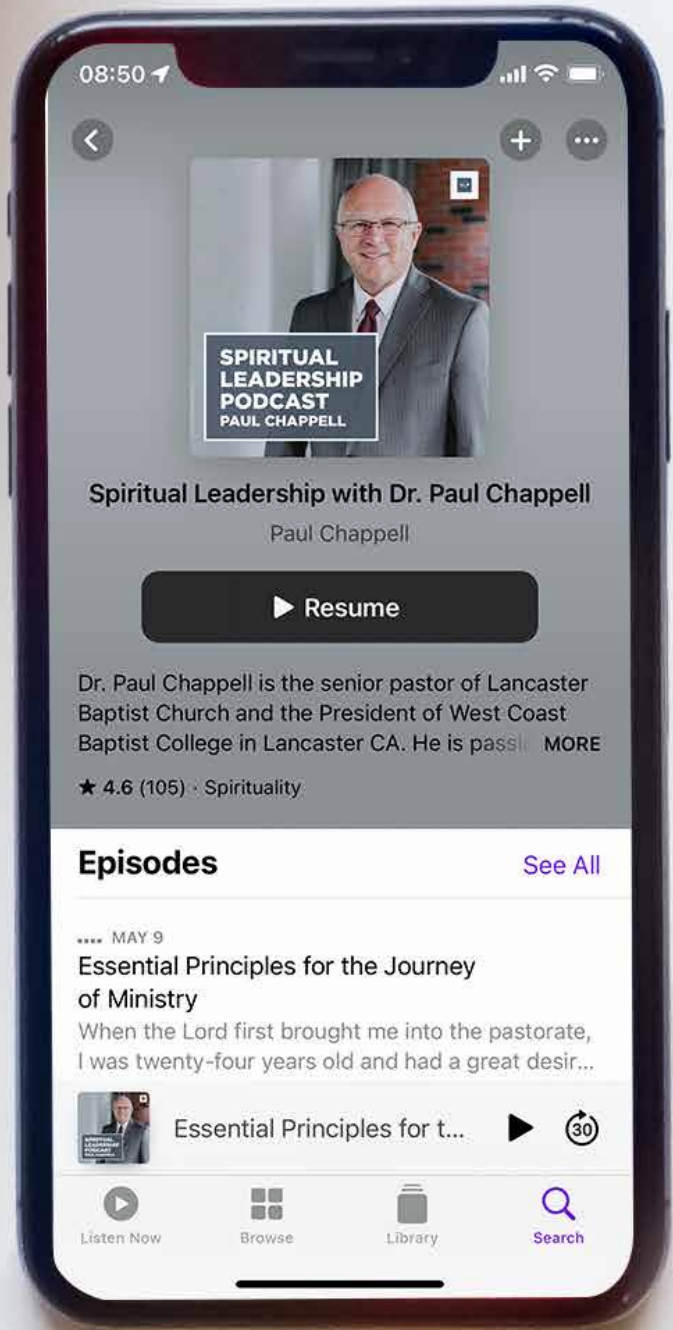 08:50
SPIRITUAL
LEADERSHIP
PODCAST
PAUL CHAPPELL
Spiritual Leadership with Dr. Paul Chappell
Paul Chappell
Resume
Dr. Paul Chappell is the senior pastor of Lancaster
Baptist Church and the President of West Coast
Baptist College in Lancaster CA. He is passi MORE
★ 4.6 (105) · Spirituality
Episodes
See All
MAY 9
Essential Principles for the Journey
of Ministry
When the Lord first brought me into the pastorate,
I was twenty-four years old and had a great desir...
Essential Principles for t...
30
Listen Now
Browse
Library
Search